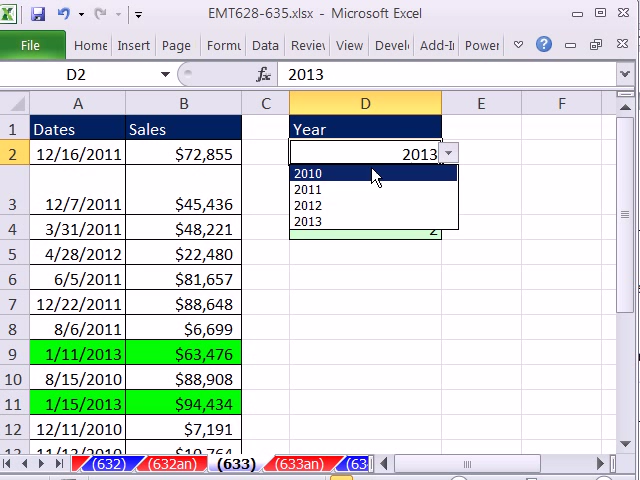 EMT628-635.xlsx - Microsoft Excel
File Home Insert Page Form Data Revi View Devel Add-I Power
D2 fx 2013
A B C D E F
1 Dates Sales Year
2 12/16/2011 $72,855 2013
2010
2011
3 12/7/2011 $45,436 2012
2013
4 3/31/2011 $48,221 2
5 4/28/2012 $22,480
6 6/5/2011 $81,657
7 12/22/2011 $88,648
8 8/6/2011 $6,699
9 1/11/2013 $63,476
10 8/15/2010 $88,908
11 1/15/2013 $94,434
12 12/11/2010 $7,191
(632) (632an) (633) (633an) (63